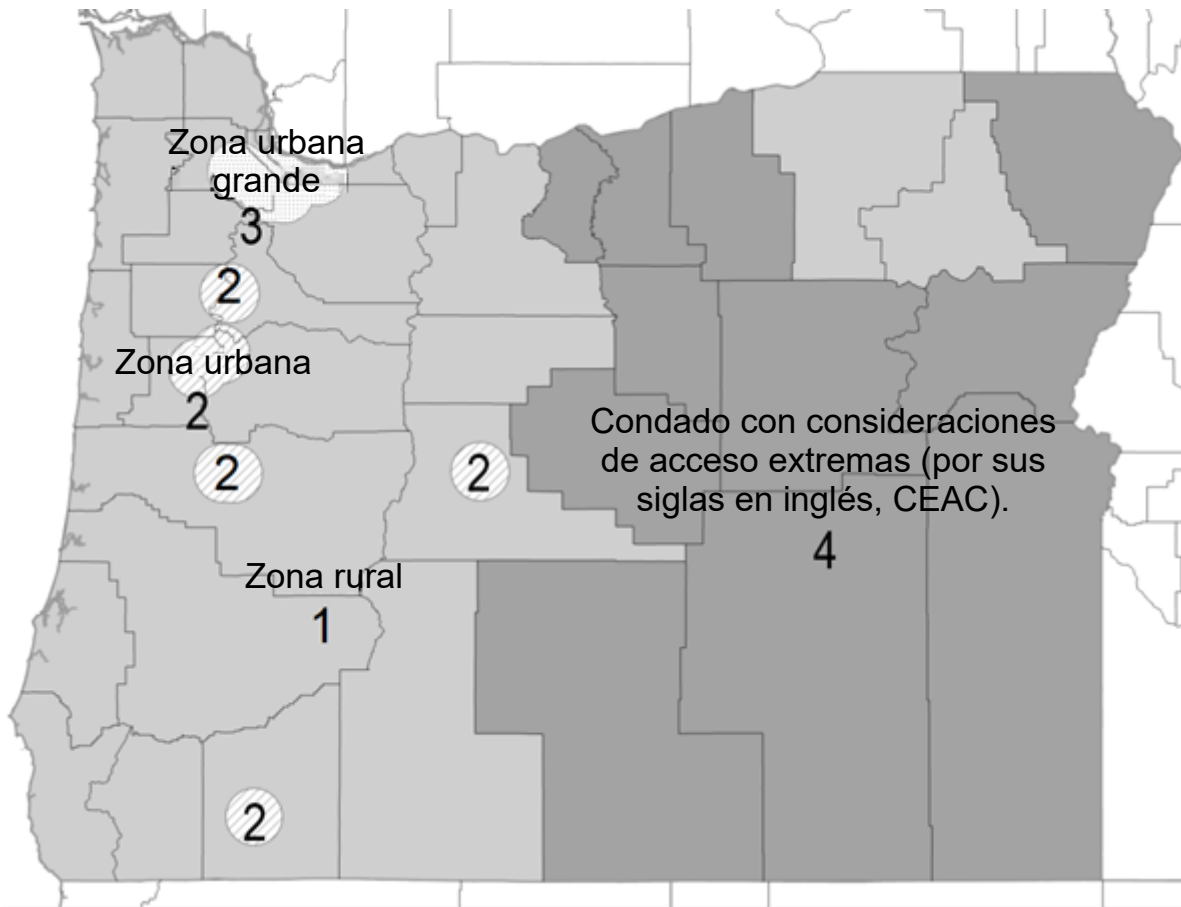 Zona urbana
grande
3
2
Zona urbana
2
2
2
Condado con consideraciones
de acceso extremas (por sus
siglas en inglés, CEAC).
4
Zona rural
1
2